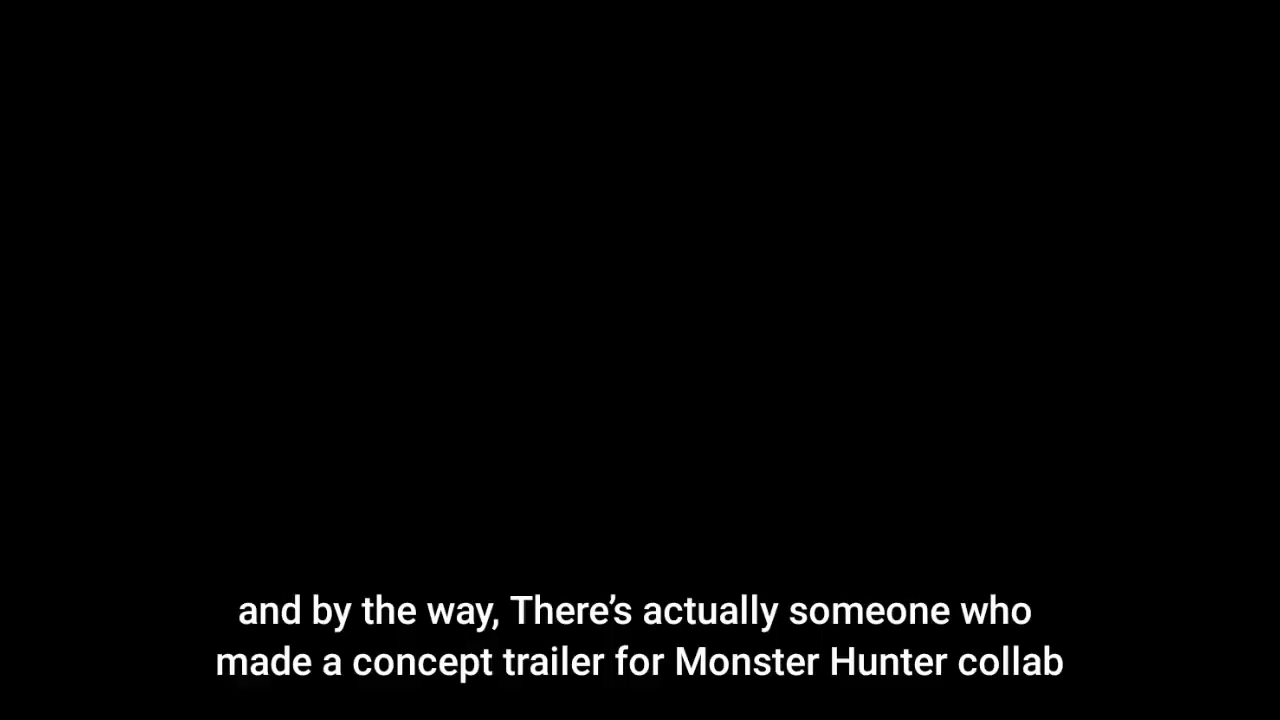 and by the way, There’s actually someone who
made a concept trailer for Monster Hunter collab